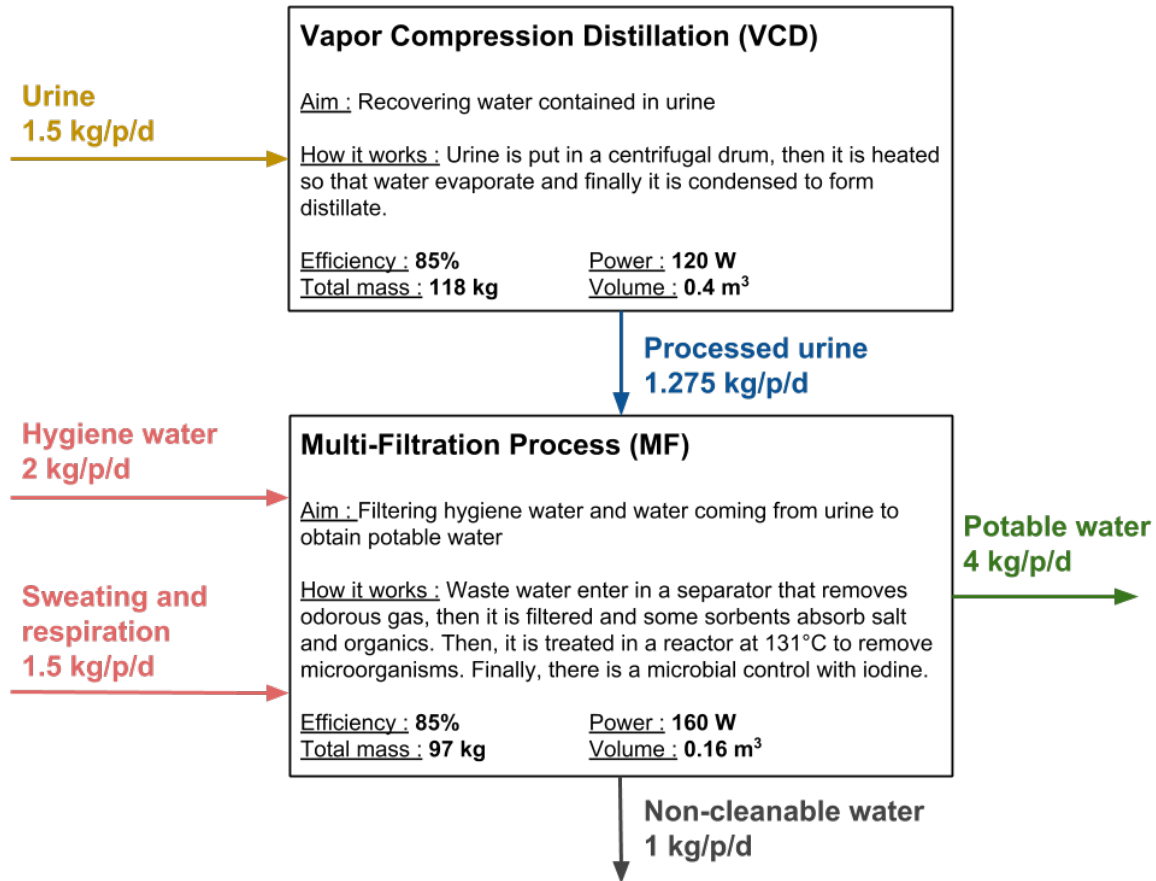 Vapor Compression Distillation (VCD)
Urine
1.5 kg/p/d
Aim : Recovering water contained in urine
How it works : Urine is put in a centrifugal drum, then it is heated
so that water evaporate and finally it is condensed to form
distillate.
Efficiency : 85%
Power : 120 W
Total mass : 118 kg
Volume : 0.4 m³
Processed urine
1.275 kg/p/d
Hygiene water
2 kg/p/d
Multi-Filtration Process (MF)
Aim : Filtering hygiene water and water coming from urine to
obtain potable water
Potable water
4 kg/p/d
Sweating and
respiration
1.5 kg/p/d
How it works : Waste water enter in a separator that removes
odorous gas, then it is filtered and some sorbents absorb salt
and organics. Then, it is treated in a reactor at 131°C to remove
microorganisms. Finally, there is a microbial control with iodine.
Efficiency : 85%
Power : 160 W
Total mass : 97 kg
Volume : 0.16 m³
Non-cleanable water
1 kg/p/d